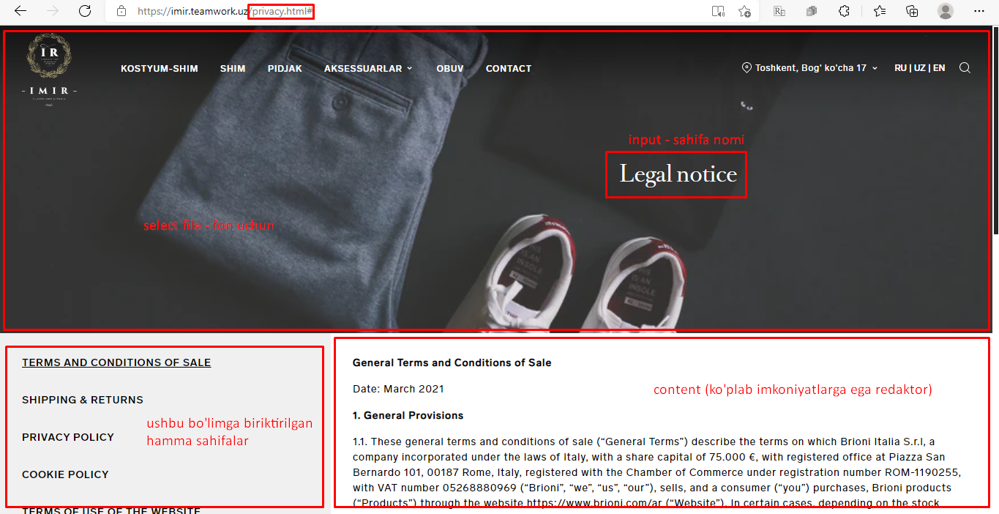 https://imir.teamwork.uz/privacy.html#
I R
- I M I R -
KOSTYUM-SHIM SHIM PIDJAK AKSESSUARLAR OBUV CONTACT
Toshkent, Bog' ko'cha 17
RU | UZ | EN
input - sahifa nomi
Legal notice
select file - fon uchun
THIS IS AN INSOLE
42
IS AN INSOLE
TERMS AND CONDITIONS OF SALE
SHIPPING & RETURNS
ushbu bo'limga biriktirilgan
hamma sahifalar
PRIVACY POLICY
COOKIE POLICY
TERMS OF USE OF THE WEBSITE
General Terms and Conditions of Sale
Date: March 2021
content (ko'plab imkoniyatlarga ega redaktor)
1. General Provisions
1.1. These general terms and conditions of sale (“General Terms”) describe the terms on which Brioni Italia S.r.l, a
company incorporated under the laws of Italy, with a share capital of 75.000 €, with registered office at Piazza San
Bernardo 101, 00187 Rome, Italy, registered with the Chamber of Commerce under registration number ROM-1190255,
with VAT number 05268880969 (“Brioni”, “we”, “us”, “our”), sells, and a consumer (“you”) purchases, Brioni products
(“Products”) through the website https://www.brioni.com/ar (“Website”). In certain cases, depending on the stock